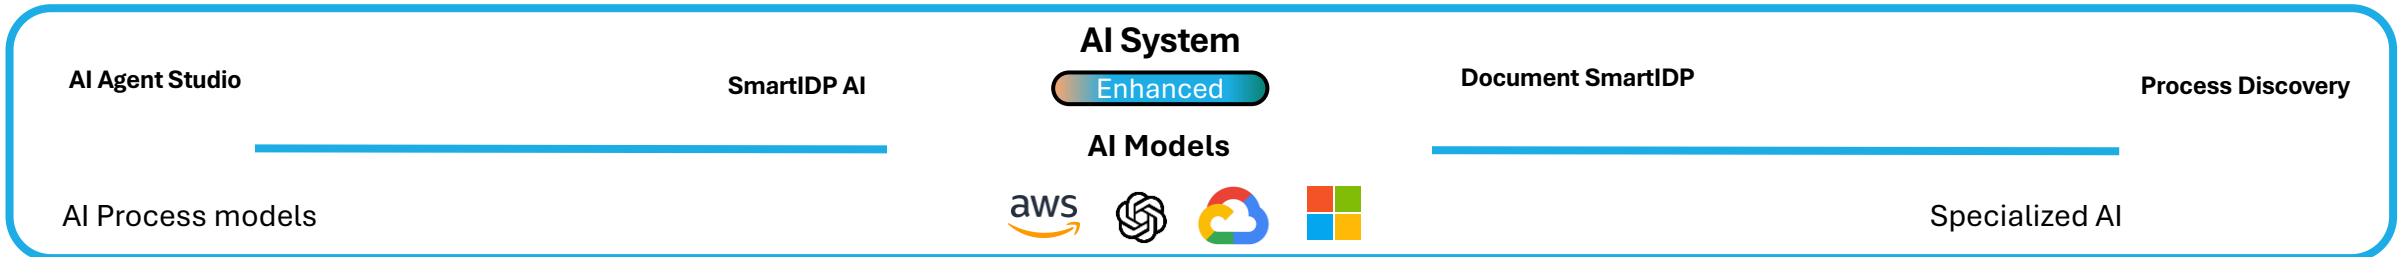 AI System
AI Agent Studio
SmartIDP AI
Enhanced
Document SmartIDP
Process Discovery
AI Models
AI Process models
aws
Specialized AI